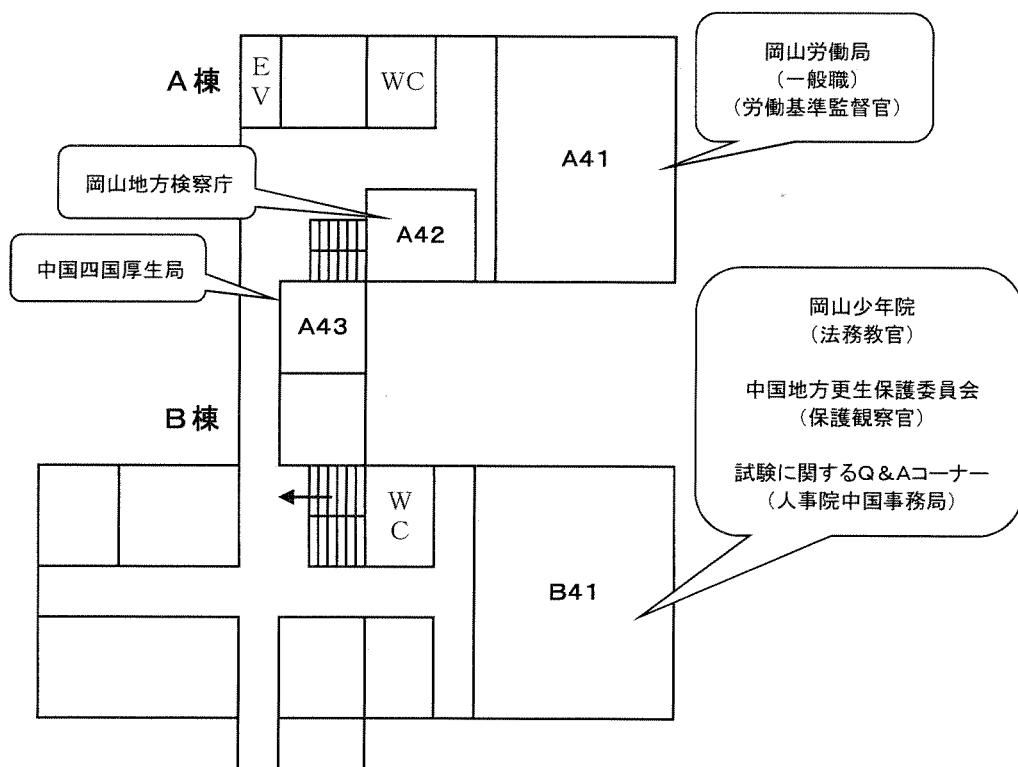 A棟
E
V
WC
岡山労働局
(一般職)
(労働基準監督官)
A41
岡山地方検察庁
A42
中国四国厚生局
A43
B棟
W
C
B41
岡山少年院
(法務教官)
中国地方更生保護委員会
(保護観察官)
試験に関するQ&Aコーナー
(人事院中国事務局)